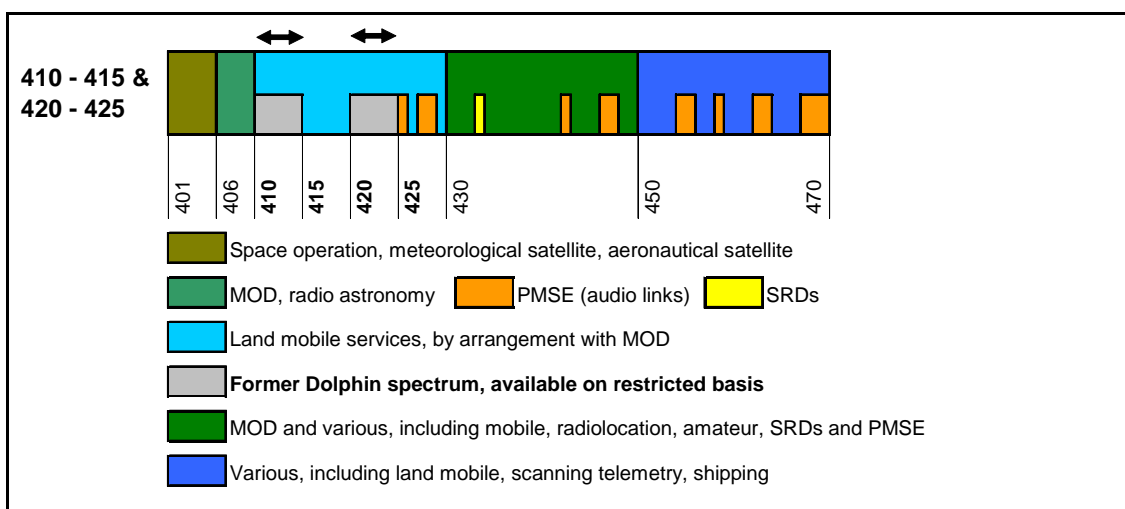 410 - 415 &
420 - 425
401
406
410
415
420
425
430
450
470
Space operation, meteorological satellite, aeronautical satellite
MOD, radio astronomy PMSE (audio links) SRDs
Land mobile services, by arrangement with MOD
Former Dolphin spectrum, available on restricted basis
MOD and various, including mobile, radiolocation, amateur, SRDs and PMSE
Various, including land mobile, scanning telemetry, shipping